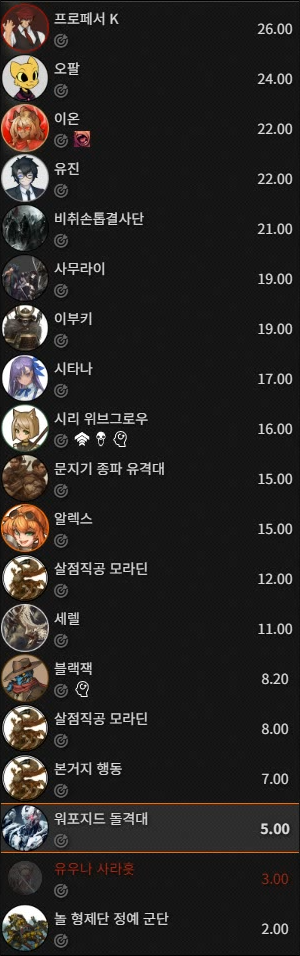 프로페서 K
26.00
오팔
24.00
이온
22.00
유진
22.00
비취손톱결사단
21.00
사무라이
19.00
이부키
19.00
시타나
17.00
시리 위브그로우
16.00
문지기 종파 유격대
15.00
알렉스
15.00
살점직공 모라딘
12.00
세렐
11.00
블랙잭
8.20
살점직공 모라딘
8.00
본거지 행동
7.00
워포지드 돌격대
5.00
유우나 사라홋
3.00
놀 형제단 정예 군단
2.00